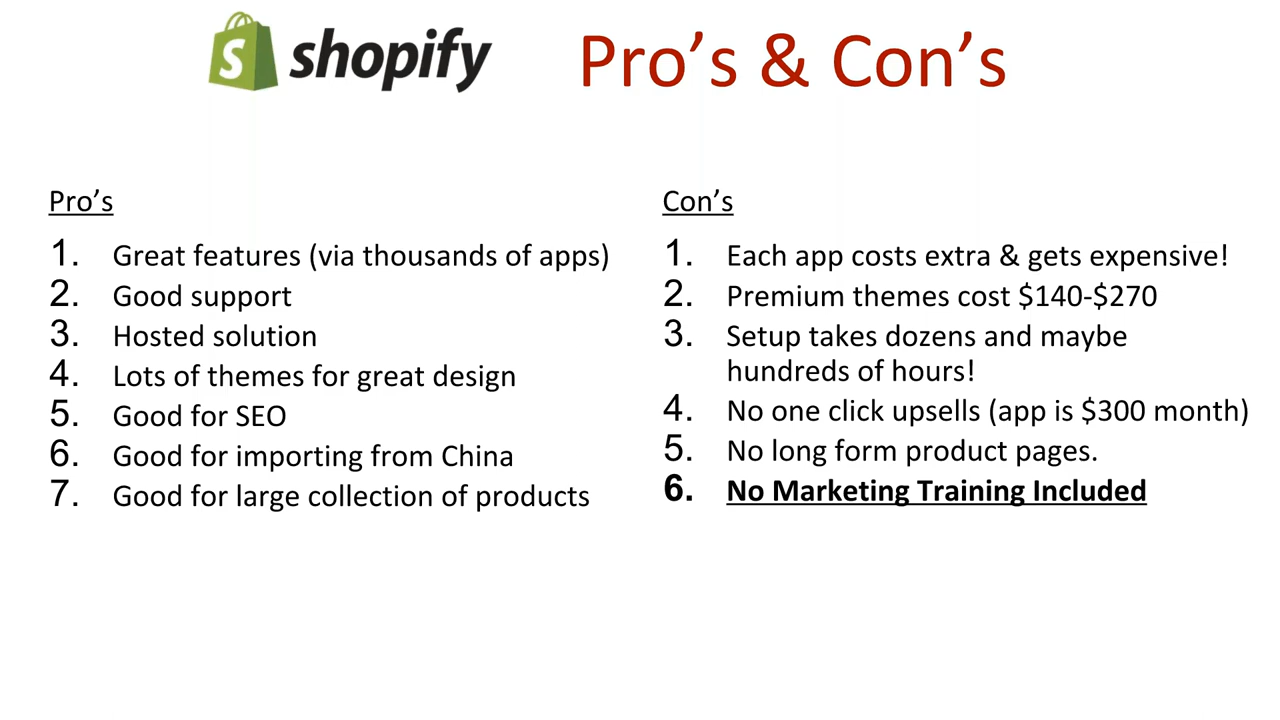 shopify
Pro’s & Con’s
Pro’s
1. Great features (via thousands of apps)
2. Good support
3. Hosted solution
4. Lots of themes for great design
5. Good for SEO
6. Good for importing from China
7. Good for large collection of products
Con’s
1. Each app costs extra & gets expensive!
2. Premium themes cost $140-$270
3. Setup takes dozens and maybe
hundreds of hours!
4. No one click upsells (app is $300 month)
5. No long form product pages.
6. No Marketing Training Included